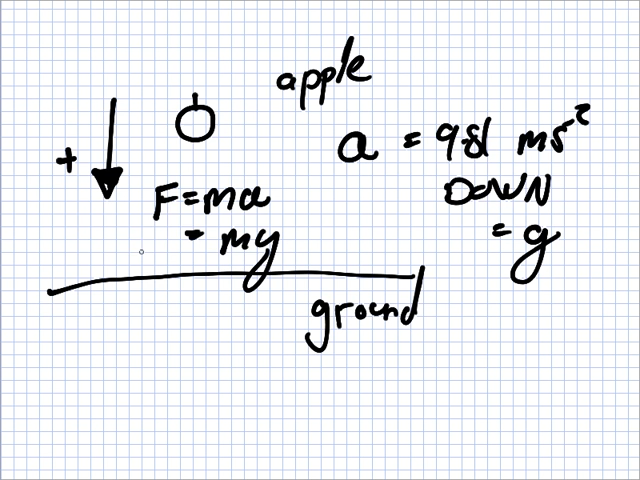 apple
+
a = 9.81 ms⁻²
F = ma
DOWN
= mg
= g
ground